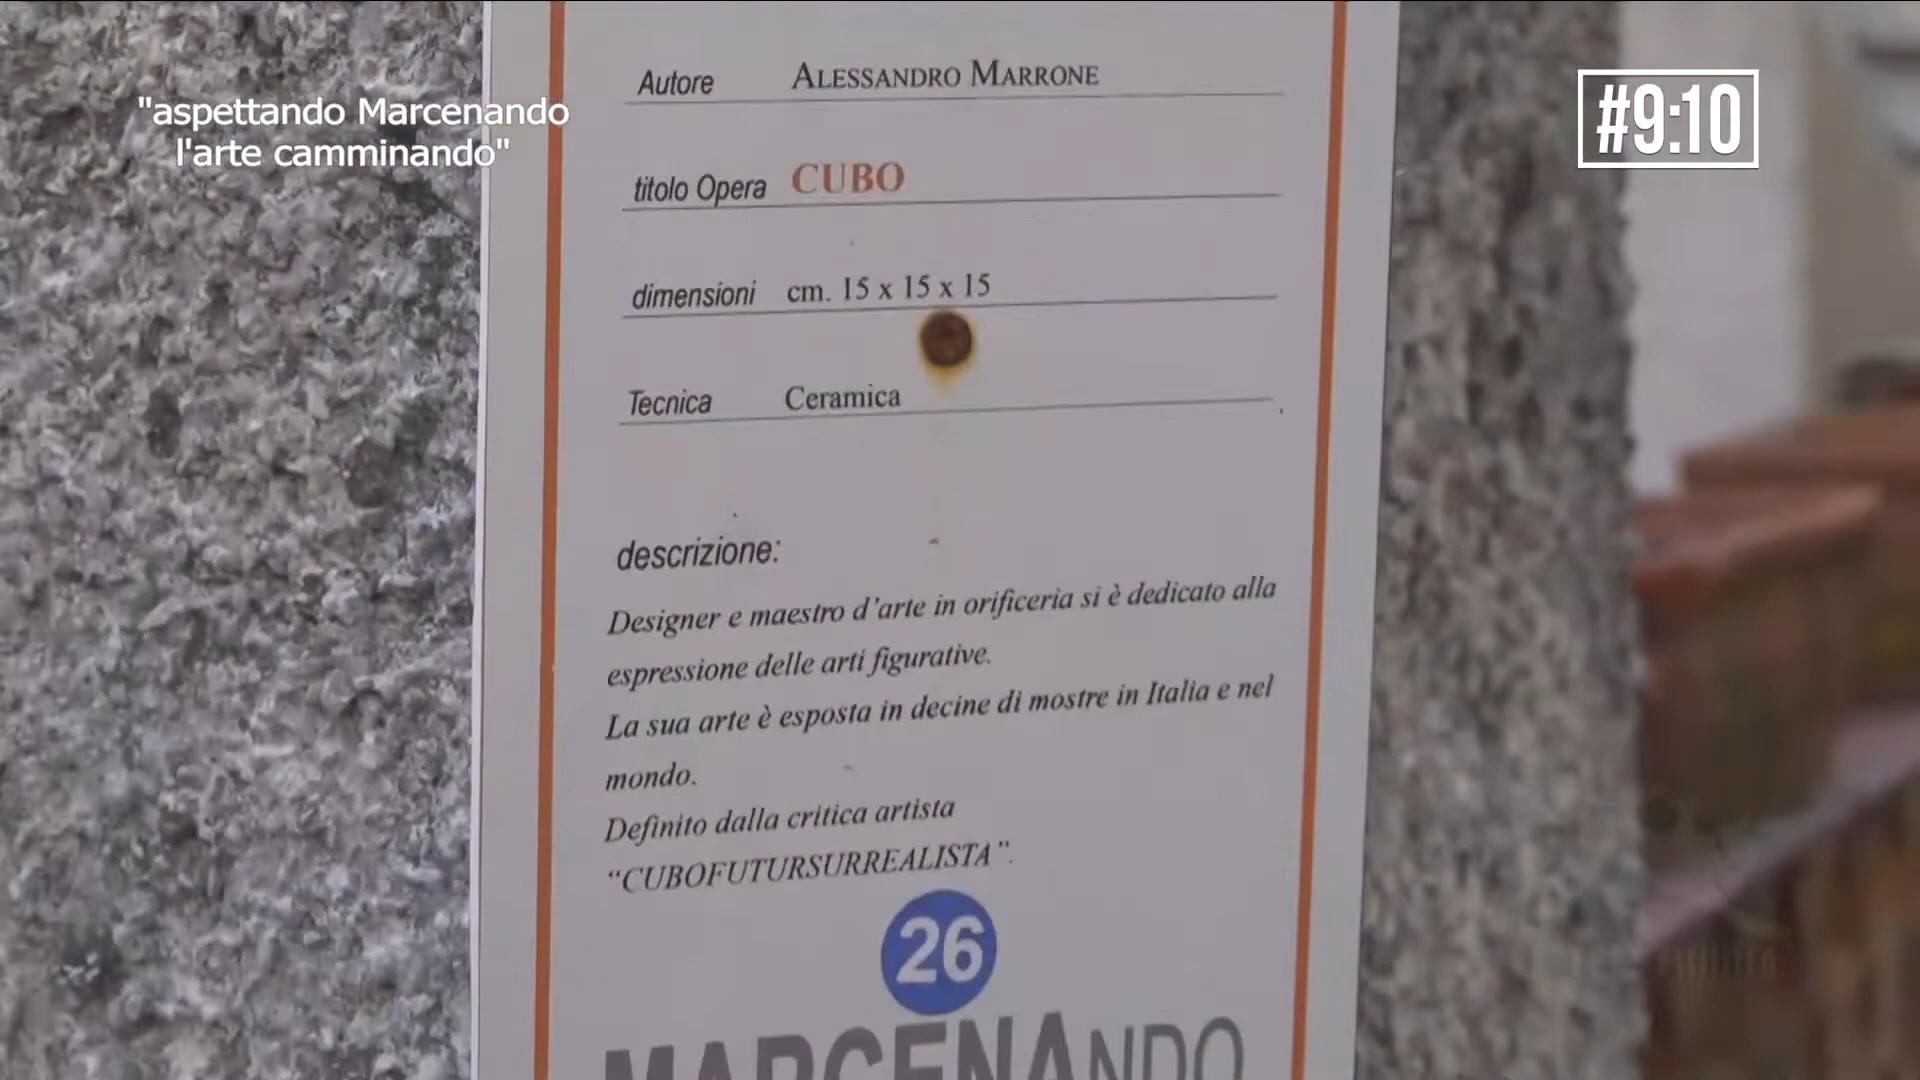 "aspettando Marcenando
l'arte camminando"
#9:10
Autore ALESSANDRO MARRONE
titolo Opera CUBO
dimensioni cm. 15 x 15 x 15
Tecnica Ceramica
descrizione:
Designer e maestro d'arte in orificeria si è dedicato alla
espressione delle arti figurative.
La sua arte è esposta in decine di mostre in Italia e nel
mondo.
Definito dalla critica artista
"CUBOFUTURSURREALISTA".
26
MARCENANDO